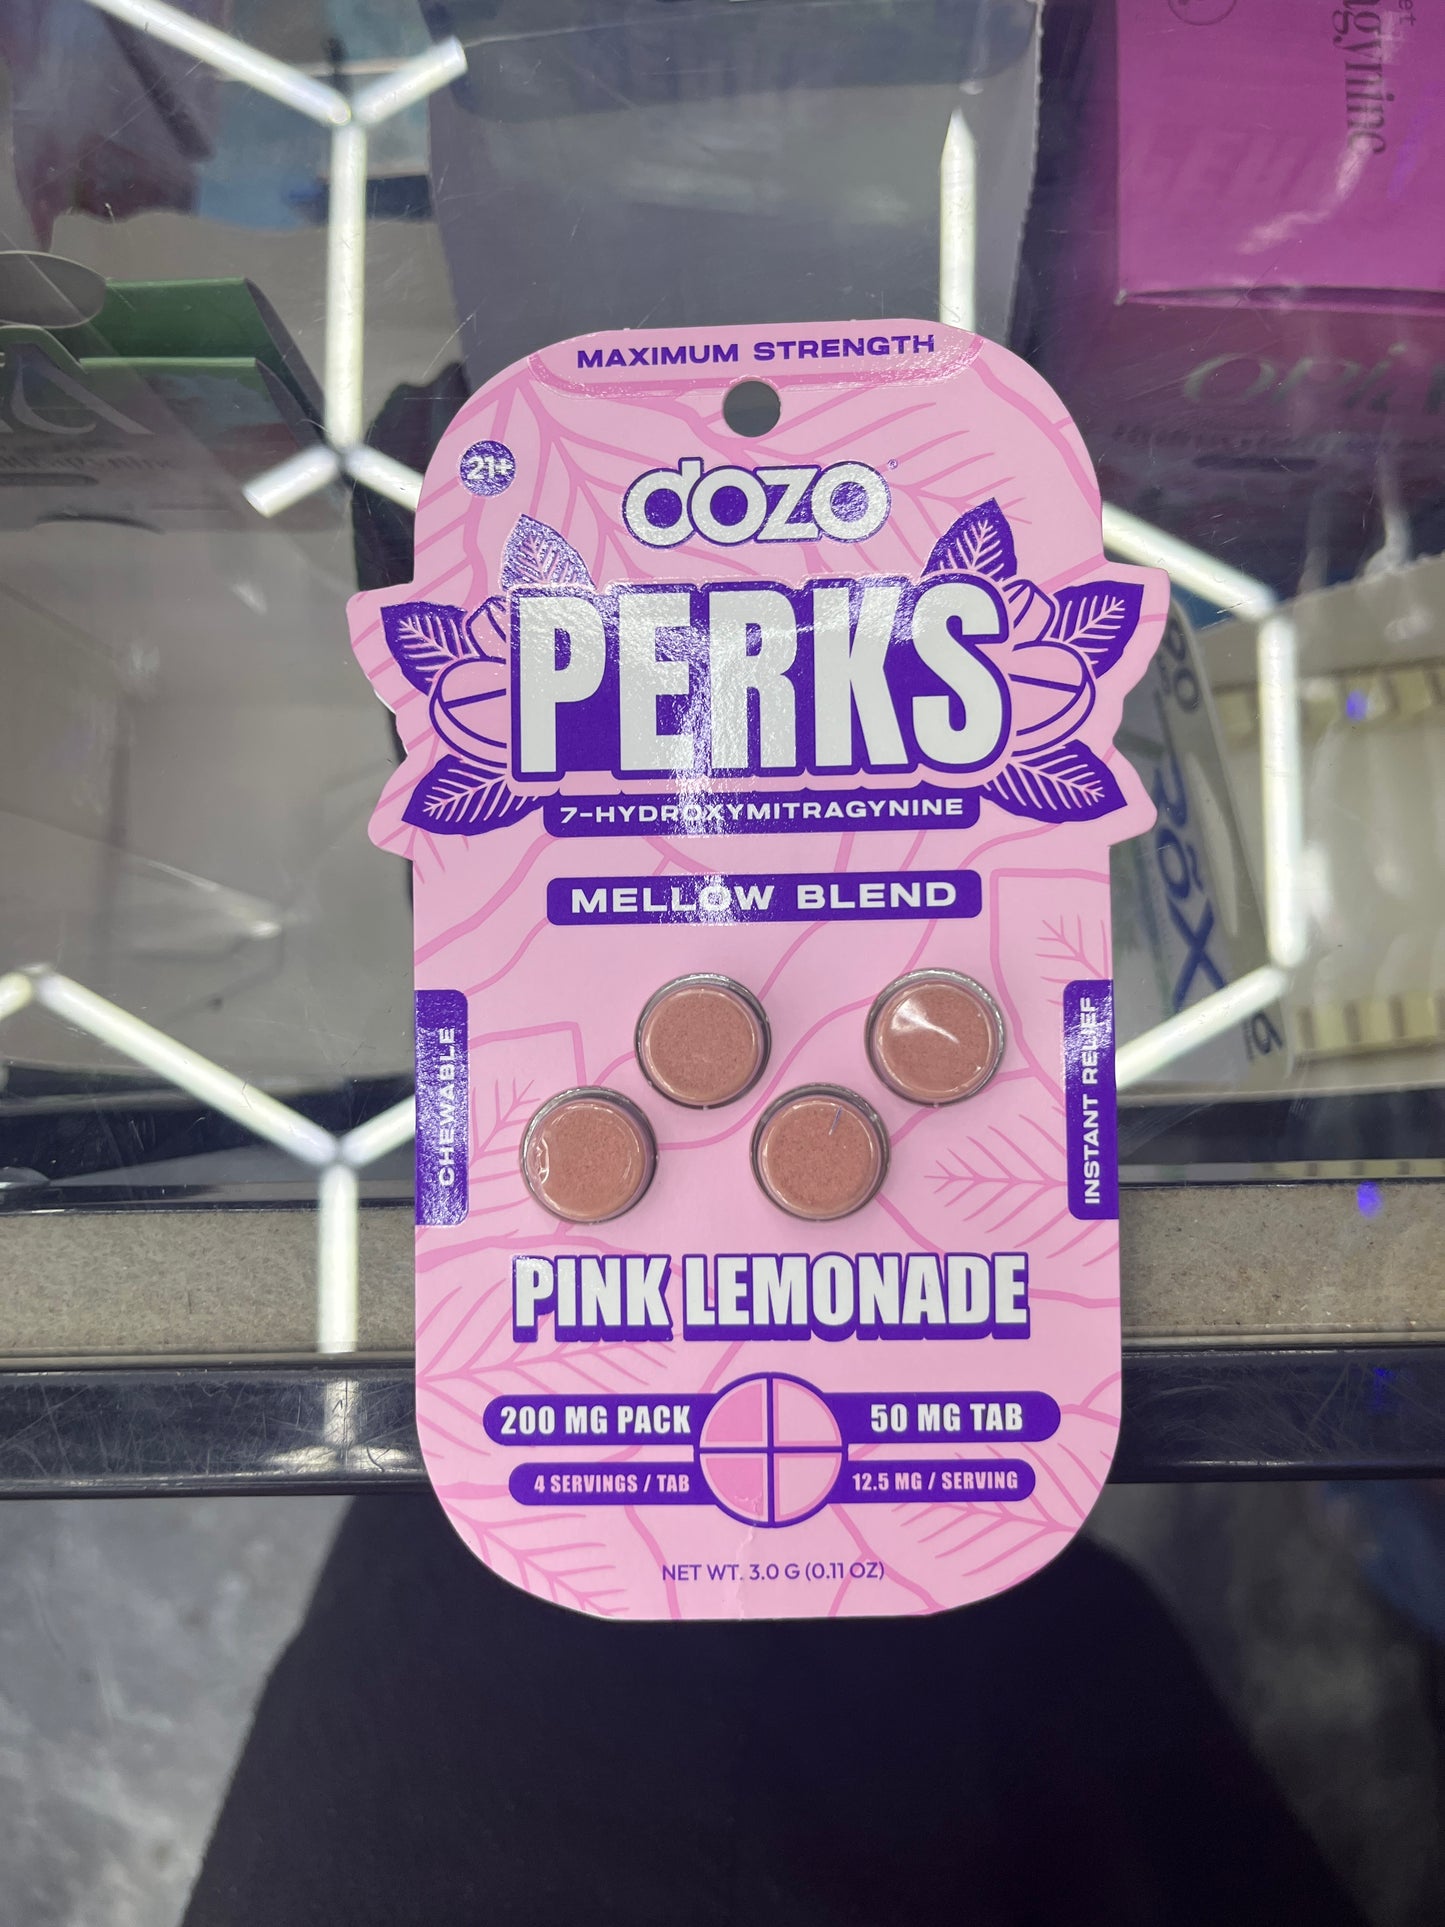 MAXIMUM STRENGTH
21+
dozo®
PERKS
7-HYDROXYMITRAGYNINE
MELLOW BLEND
CHEWABLE
INSTANT RELIEF
PINK LEMONADE
200 MG PACK
50 MG TAB
4 SERVINGS / TAB
12.5 MG / SERVING
NET WT. 3.0 G (0.11 OZ)